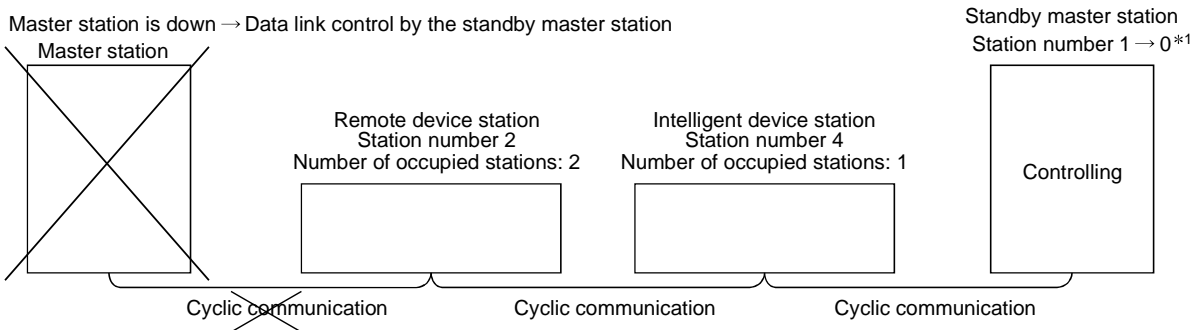 Master station is down → Data link control by the standby master station
Master station
Standby master station
Station number 1 → 0*1
Remote device station
Station number 2
Number of occupied stations: 2
Intelligent device station
Station number 4
Number of occupied stations: 1
Controlling
Cyclic communication
Cyclic communication
Cyclic communication